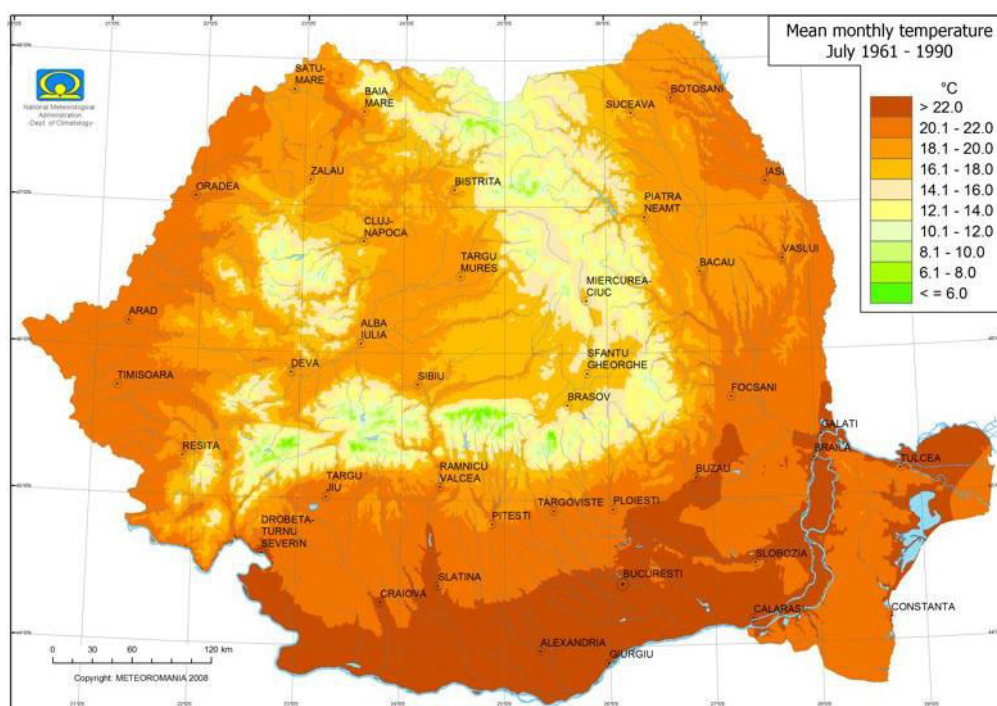 Mean monthly temperature
July 1961 - 1990
°C
> 22.0
20.1 - 22.0
18.1 - 20.0
16.1 - 18.0
14.1 - 16.0
12.1 - 14.0
10.1 - 12.0
8.1 - 10.0
6.1 - 8.0
< = 6.0
National Meteorological
Administration
-Dept. of Climatology-
SATU-
MARE
BAIA
MARE
SUCEAVA
BOTOSANI
ORADEA
ZALAU
BISTRITA
IASI
CLUJ-
NAPOCA
PIATRA
NEAMT
TARGU
MURES
BACAU
VASLUI
MIERCUREA-
CIUC
ARAD
ALBA
IULIA
DEVA
SIBIU
SFANTU
GHEORGHE
TIMISOARA
BRASOV
FOCSANI
RESITA
GALATI
BRAILA
TULCEA
TARGU
JIU
RAMNICU
VALCEA
BUZAU
TARGOVISTE
PLOIESTI
PITESTI
DROBETA-
TURNU
SEVERIN
SLOBOZIA
SLATINA
BUCURESTI
CRAIOVA
CALARASI
CONSTANTA
ALEXANDRIA
GIURGIU
0 30 60 120 km
Copyright: METEOROMANIA 2008